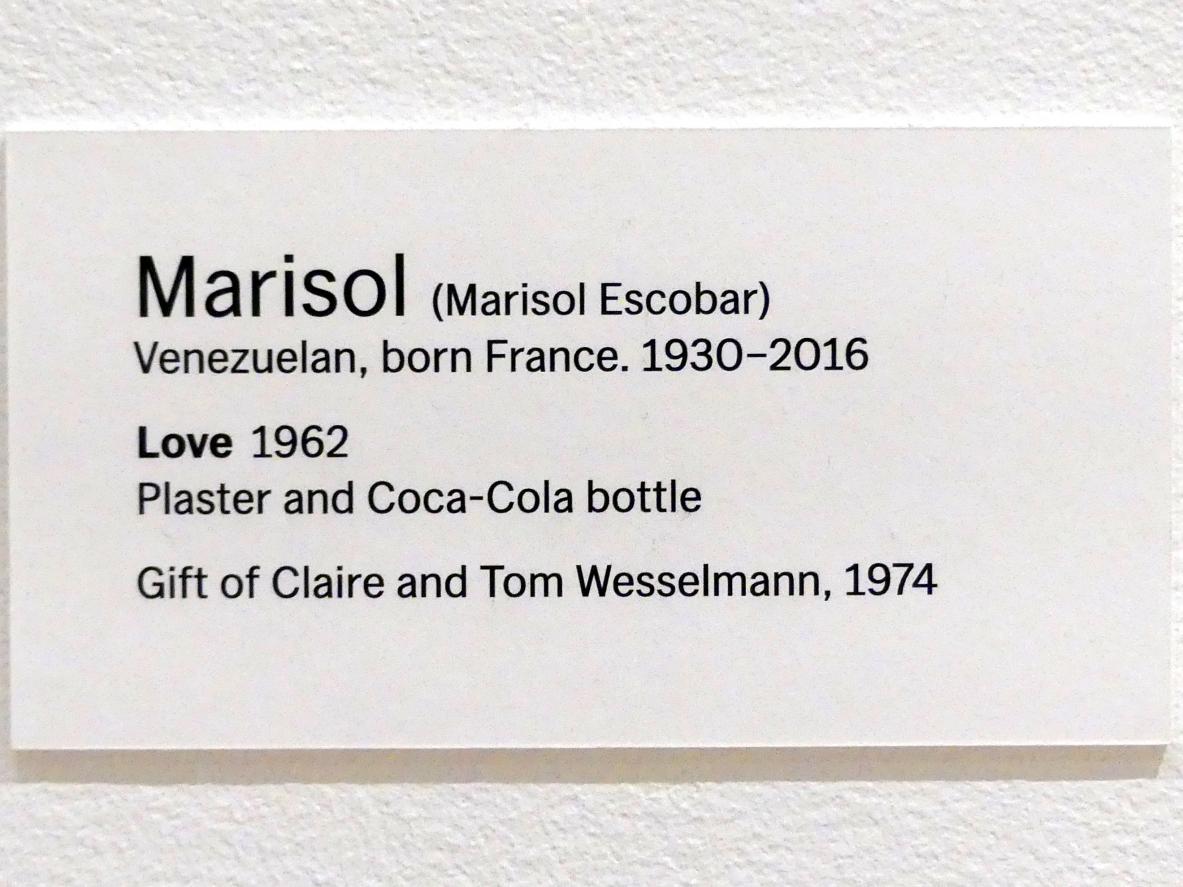 Marisol (Marisol Escobar)
Venezuelan, born France. 1930–2016
Love 1962
Plaster and Coca-Cola bottle
Gift of Claire and Tom Wesselmann, 1974